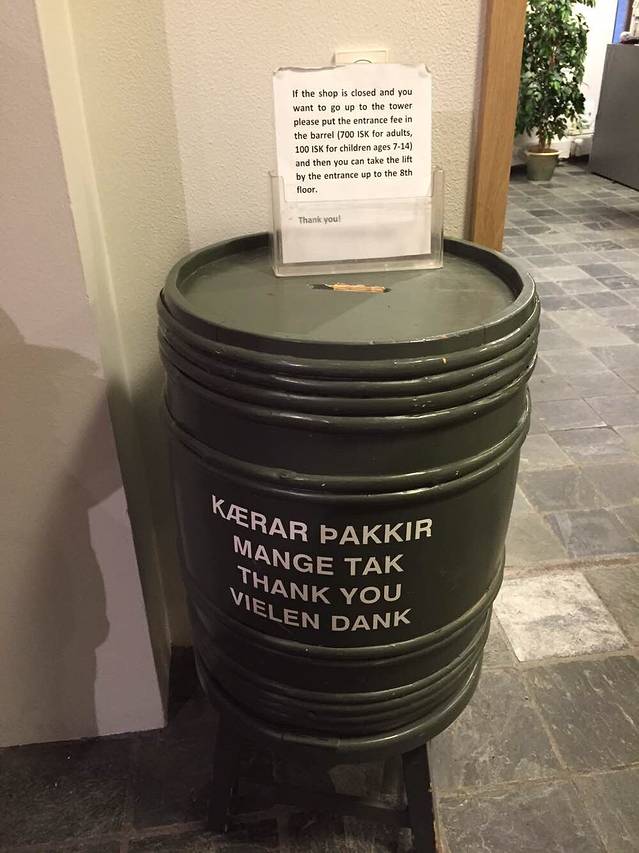 If the shop is closed and you
want to go up to the tower
please put the entrance fee in
the barrel (700 ISK for adults,
100 ISK for children ages 7-14)
and then you can take the lift
by the entrance up to the 8th
floor.
Thank you!
KÆRAR ÞAKKIR
MANGE TAK
THANK YOU
VIELEN DANK